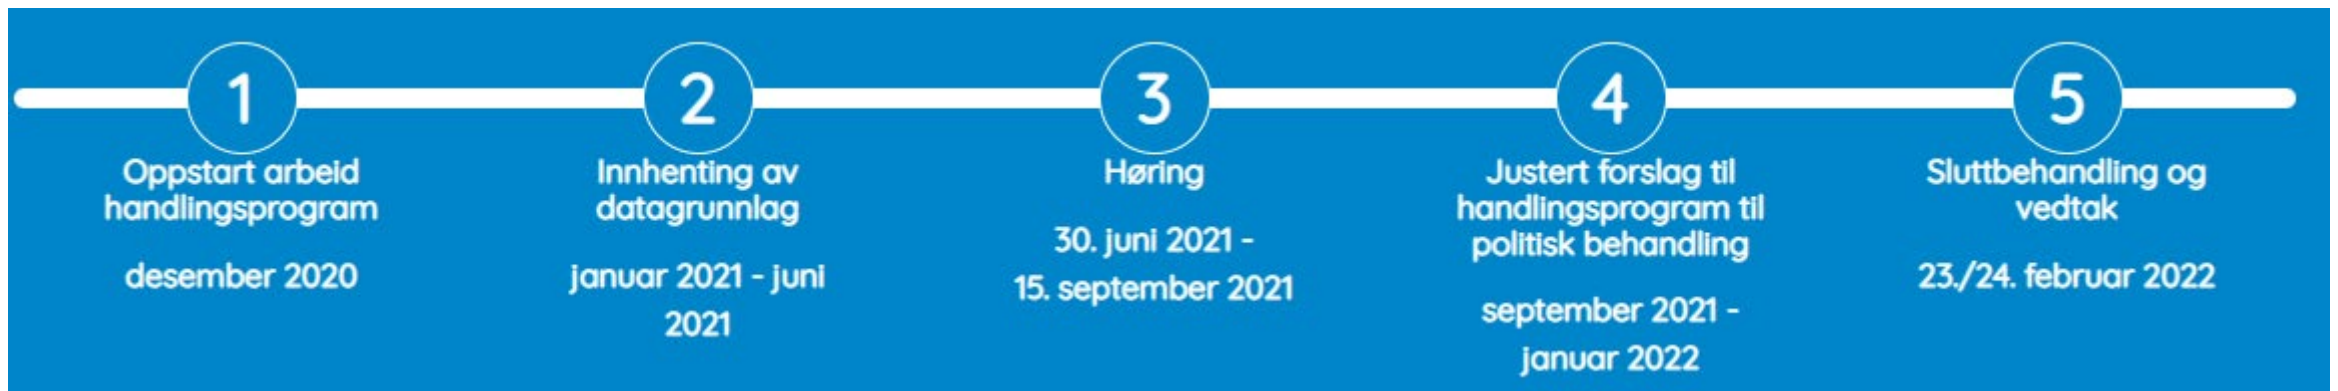 1
Oppstart arbeid
handlingsprogram
desember 2020
2
Innhenting av
datagrunnlag
januar 2021 - juni
2021
3
Høring
30. juni 2021 -
15. september 2021
4
Justert forslag til
handlingsprogram til
politisk behandling
september 2021 -
januar 2022
5
Sluttbehandling og
vedtak
23./24. februar 2022